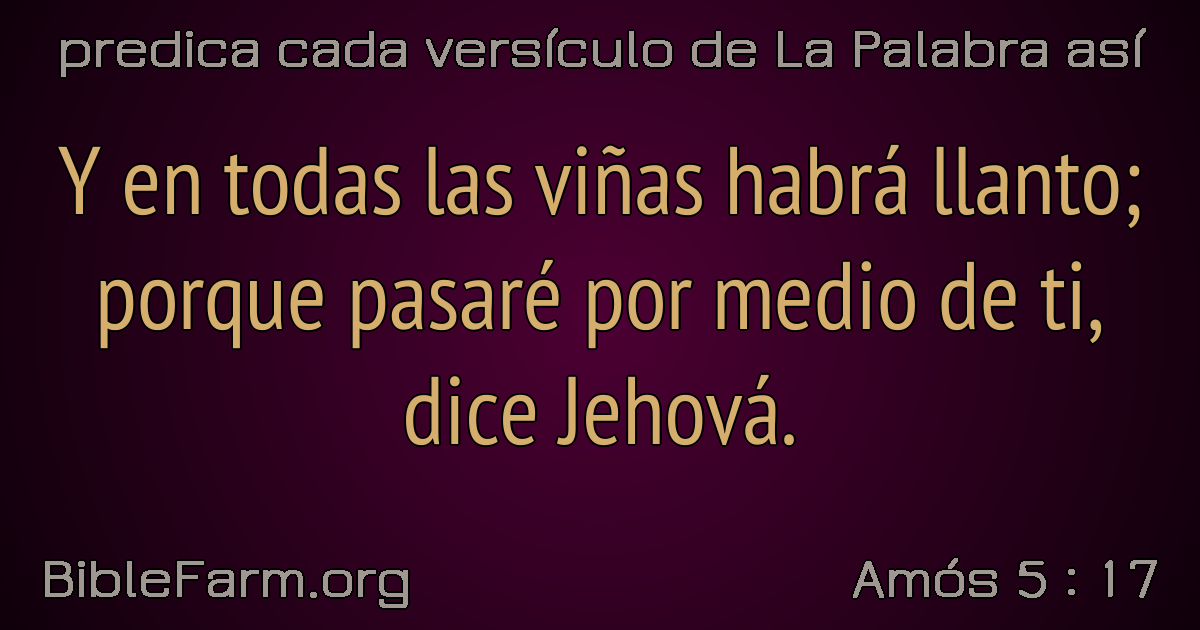 predica cada versículo de La Palabra así
Y en todas las viñas habrá llanto;
porque pasaré por medio de ti,
dice Jehová.
BibleFarm.org
Amós 5 : 17